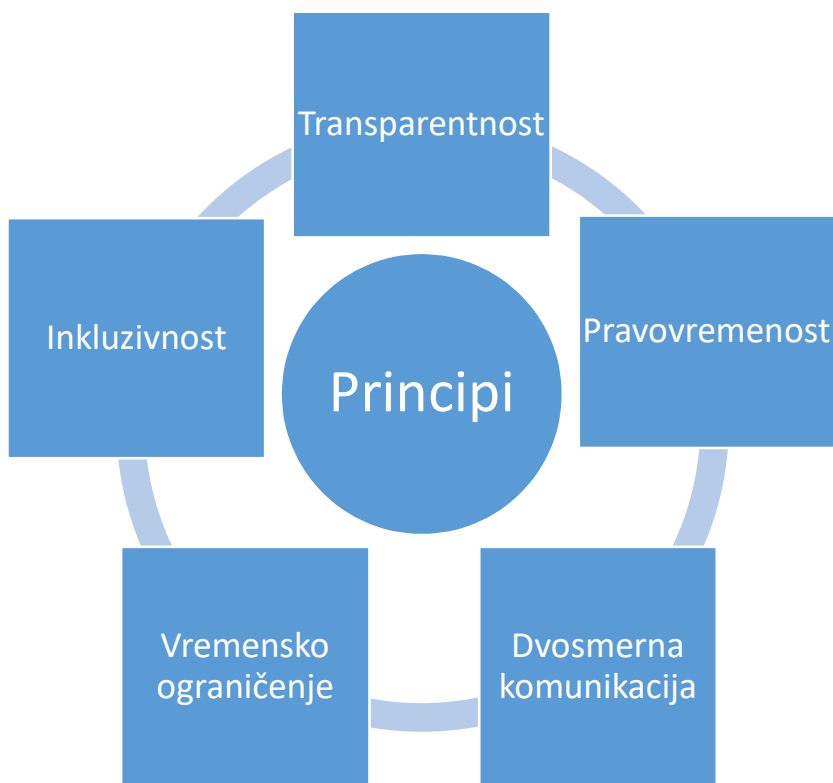 Transparentnost
Pravovremenost
Inkluzivnost
Principi
Vremensko
ograničenje
Dvosmerna
komunikacija